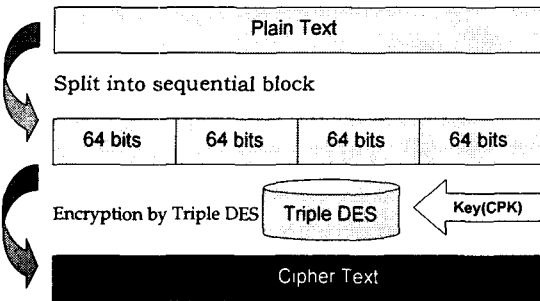 Plain Text
Split into sequential block
64 bits 64 bits 64 bits 64 bits
Encryption by Triple DES Triple DES Key(CPK)
Cipher Text